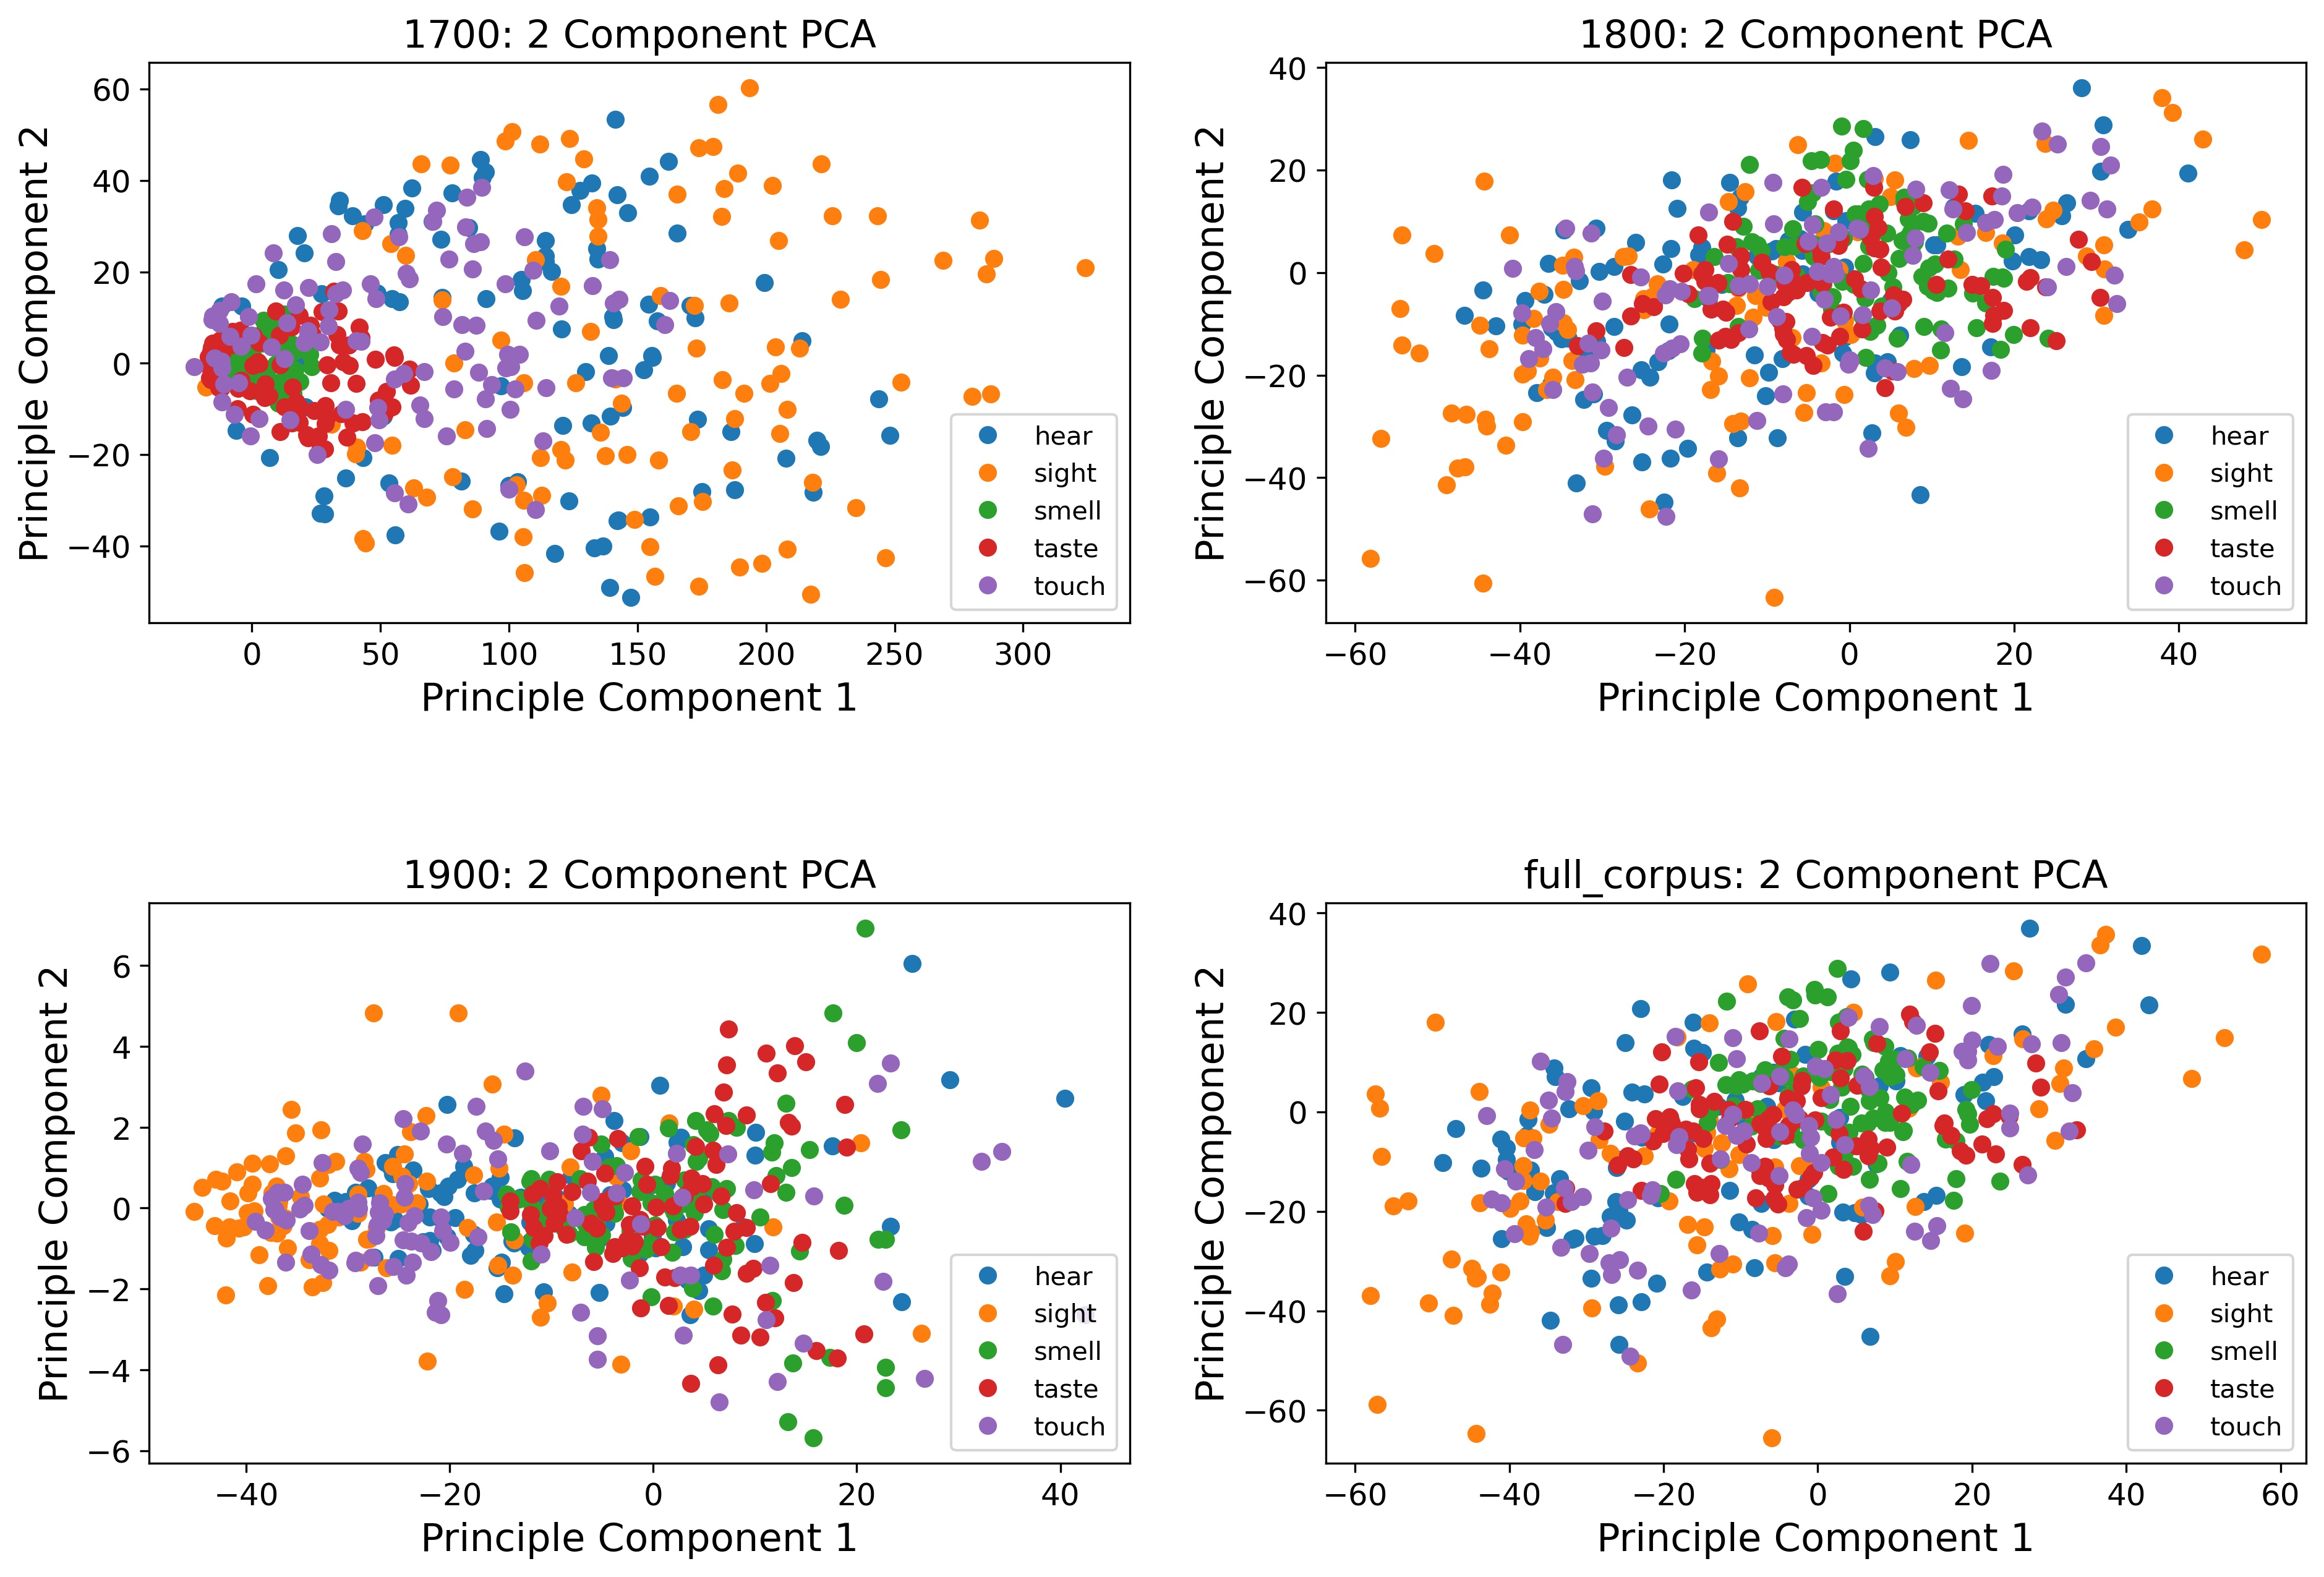 1700: 2 Component PCA
Principle Component 2
60
40
20
0
−20
−40
0 50 100 150 200 250 300
Principle Component 1
hear
sight
smell
taste
touch
1800: 2 Component PCA
Principle Component 2
40
20
0
−20
−40
−60
−60 −40 −20 0 20 40
Principle Component 1
hear
sight
smell
taste
touch
1900: 2 Component PCA
Principle Component 2
6
4
2
0
−2
−4
−6
−40 −20 0 20 40
Principle Component 1
hear
sight
smell
taste
touch
full_corpus: 2 Component PCA
Principle Component 2
40
20
0
−20
−40
−60
−60 −40 −20 0 20 40 60
Principle Component 1
hear
sight
smell
taste
touch